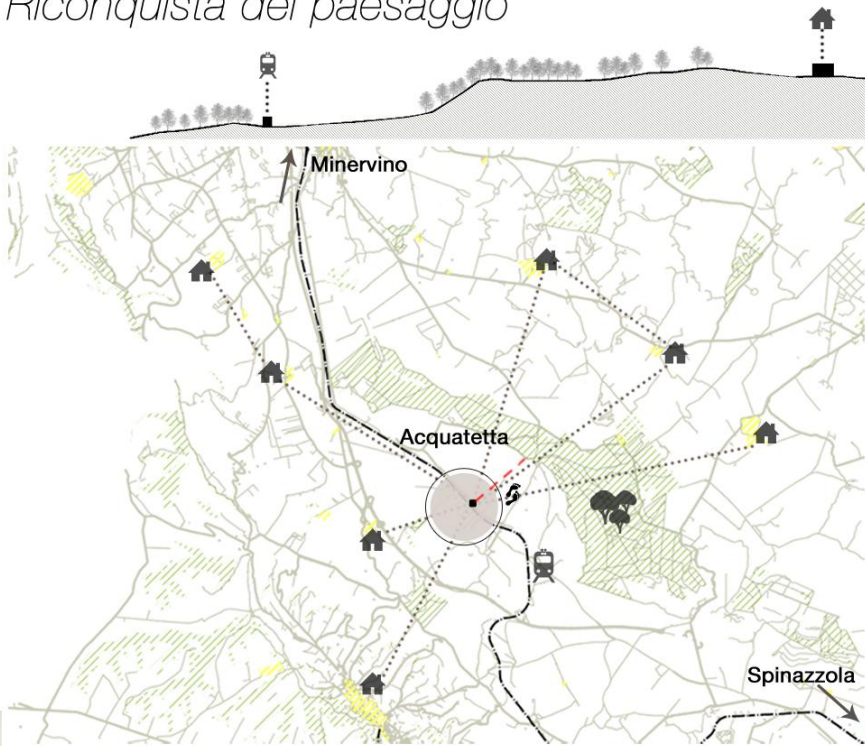 Riconquista del paesaggio
Minervino
Acquatetta
Spinazzola